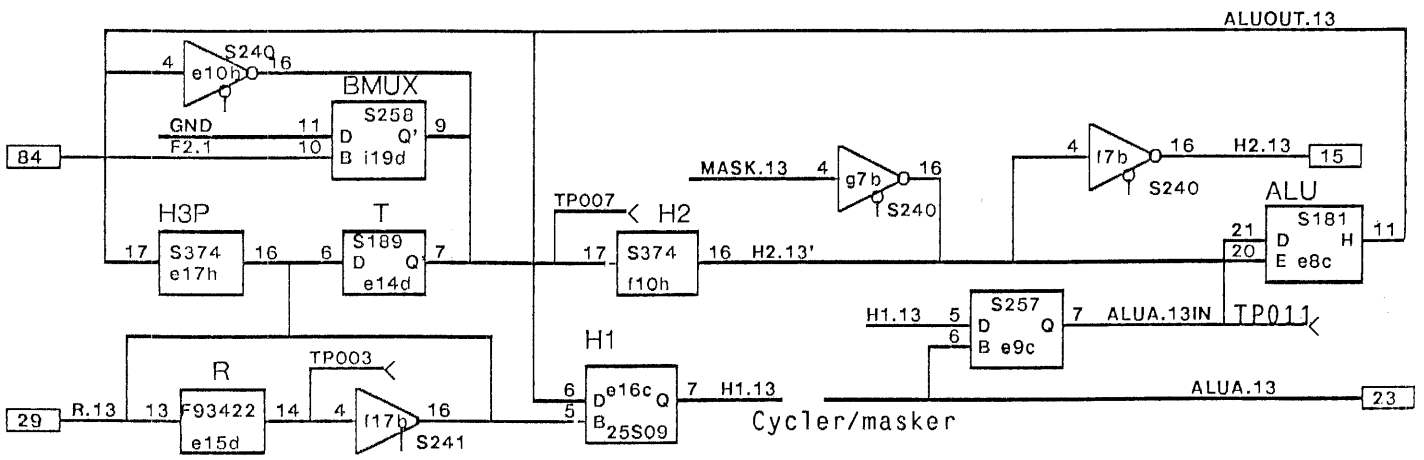 ALUOUT.13
S240
4 e10h 16
BMUX
S258
GND 11 D Q' 9
84 F2.1 10 B i19d
4 f7b 16 H2.13 15
MASK.13 4 g7b 16
S240
S240
TP007
H3P T H2 ALU
S189 S181
17 S374 16 6 D Q' 7 17 S374 16 H2.13' 21 D H 11
e17h e14d f10h 20 E e8c
S257
H1.13 5 D Q 7 ALUA.13IN TP011
6 B e9c
H1
R TP003
6 D e16c Q 7 H1.13 ALUA.13 23
29 R.13 13 F93422 14 4 f17b 16 5 B 25S09 Cycler/masker
e15d S241